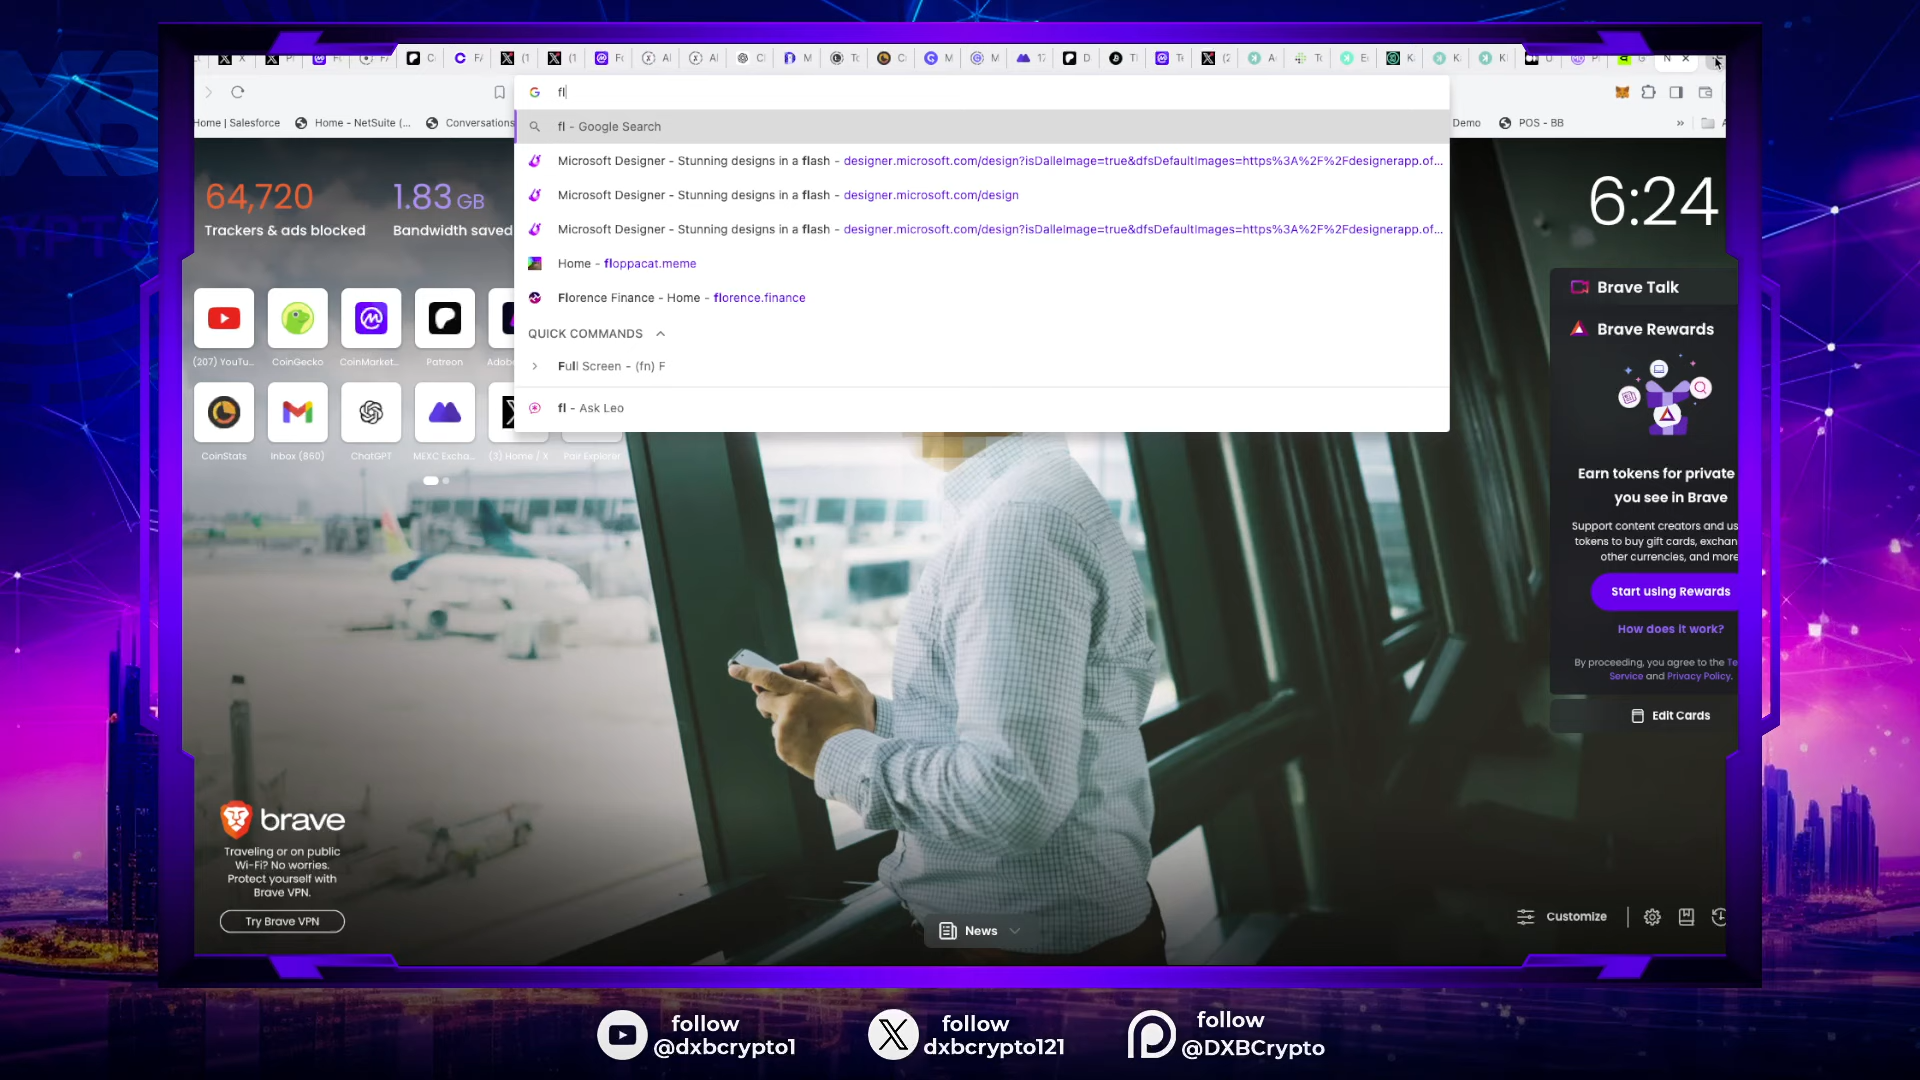 fl
Home | Salesforce
Home - NetSuite (...
Conversations
fl - Google Search
Demo
POS - BB
»
Microsoft Designer - Stunning designs in a flash - designer.microsoft.com/design?isDalleImage=true&dfsDefaultImages=https%3A%2F%2Fdesignerapp.of...
Microsoft Designer - Stunning designs in a flash - designer.microsoft.com/design
Microsoft Designer - Stunning designs in a flash - designer.microsoft.com/design?isDalleImage=true&dfsDefaultImages=https%3A%2F%2Fdesignerapp.of...
Home - floppacat.meme
Florence Finance - Home - florence.finance
QUICK COMMANDS
Full Screen - (fn) F
fl - Ask Leo
64,720
Trackers & ads blocked
1.83 GB
Bandwidth saved
6:24
(207) YouTu...
CoinGecko
CoinMarket...
Patreon
Adob
CoinStats
Inbox (860)
ChatGPT
MEXC Excha...
(3) Home / X
Pair Explorer
Brave Talk
Brave Rewards
Earn tokens for private
you see in Brave
Support content creators and us
tokens to buy gift cards, exchan
other currencies, and more
Start using Rewards
How does it work?
By proceeding, you agree to the Te
Service and Privacy Policy.
Edit Cards
brave
Traveling or on public
Wi-Fi? No worries.
Protect yourself with
Brave VPN.
Try Brave VPN
News
Customize
follow
@dxbcrypto1
follow
dxbcrypto121
follow
@DXBCrypto